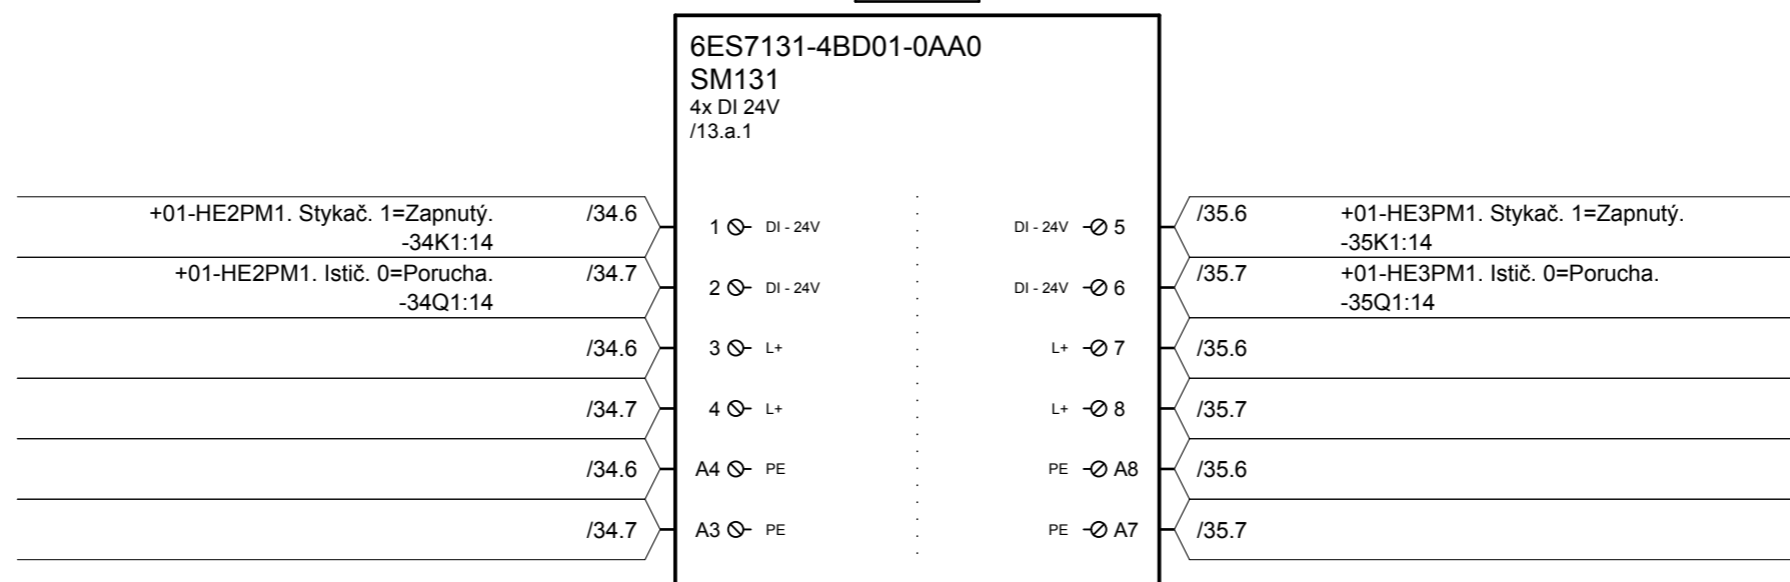 6ES7131-4BD01-0AA0
SM131
4x DI 24V
/13.a.1
+01-HE2PM1. Stykač. 1=Zapnutý. /34.6 1 DI - 24V DI - 24V 5 /35.6 +01-HE3PM1. Stykač. 1=Zapnutý.
-34K1:14 -35K1:14
+01-HE2PM1. Istič. 0=Porucha. /34.7 2 DI - 24V DI - 24V 6 /35.7 +01-HE3PM1. Istič. 0=Porucha.
-34Q1:14 -35Q1:14
/34.6 3 L+ L+ 7 /35.6
/34.7 4 L+ L+ 8 /35.7
/34.6 A4 PE PE A8 /35.6
/34.7 A3 PE PE A7 /35.7